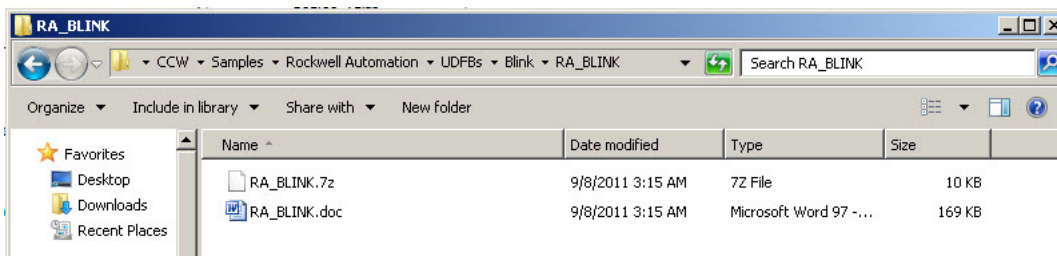 RA_BLINK
CCW Samples Rockwell Automation UDFBs Blink RA_BLINK Search RA_BLINK
Organize Include in library Share with New folder
Favorites Name Date modified Type Size
Desktop RA_BLINK.7z 9/8/2011 3:15 AM 7Z File 10 KB
Downloads RA_BLINK.doc 9/8/2011 3:15 AM Microsoft Word 97 -... 169 KB
Recent Places